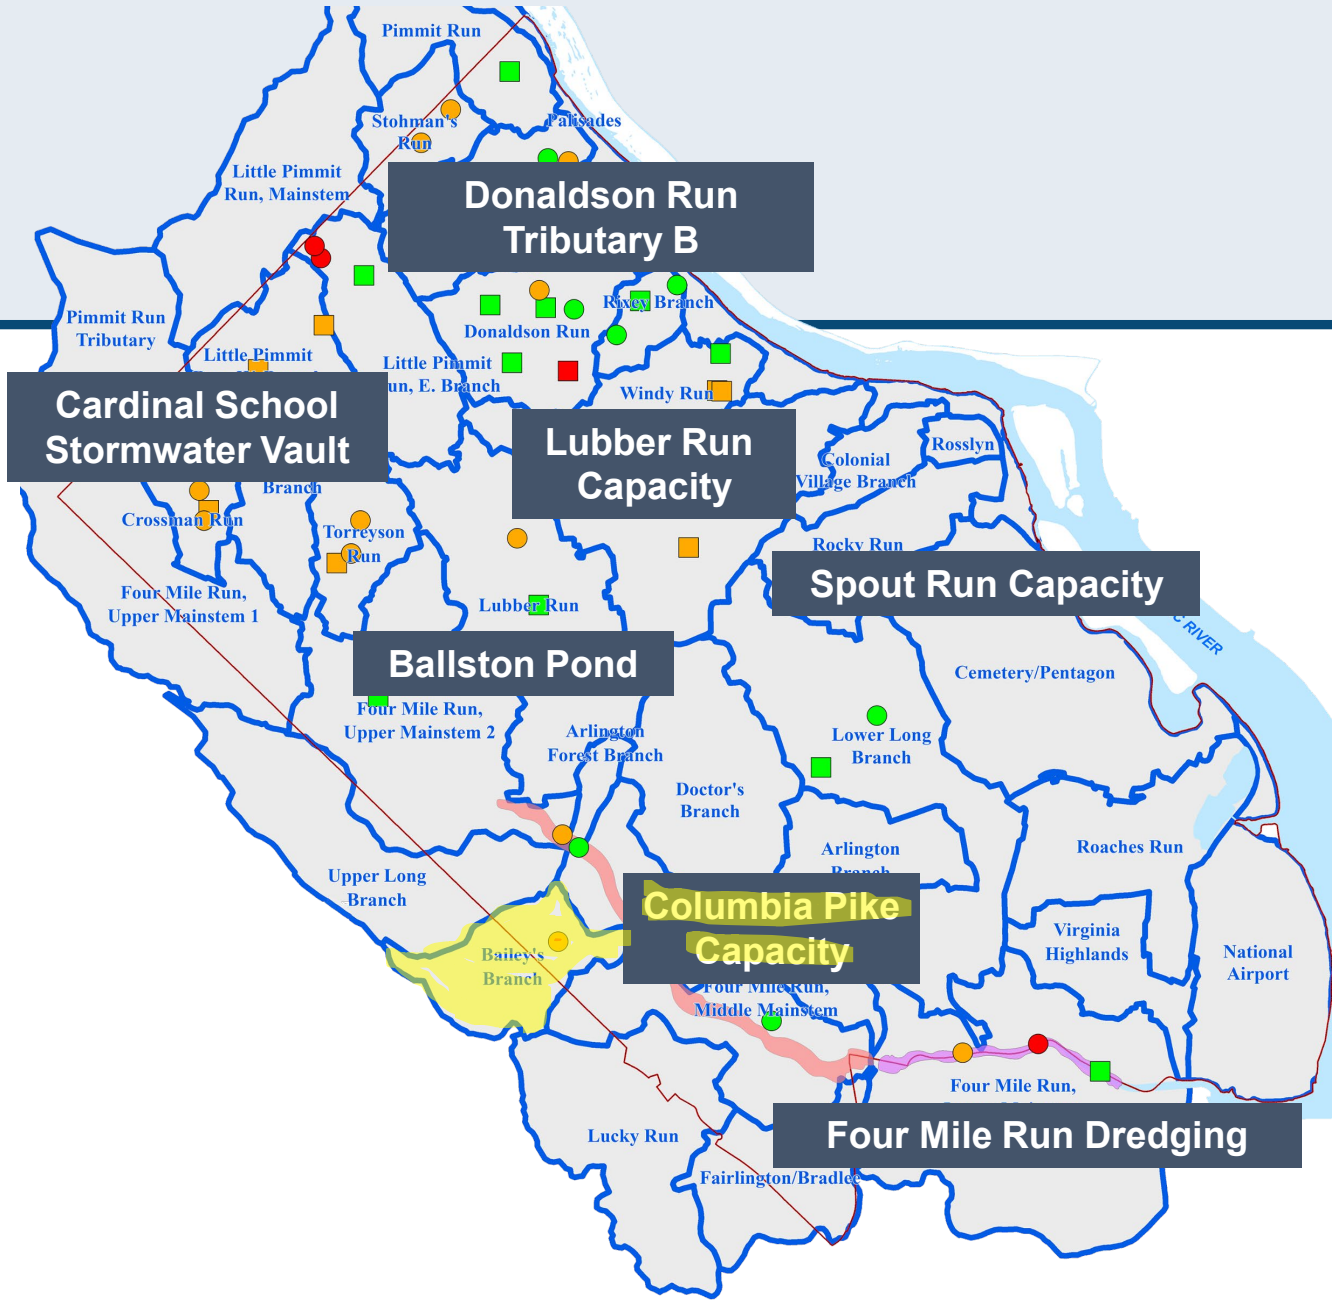 Pimmit Run
Stohman's
Run
Palisades
Little Pimmit
Run, Mainstem
Donaldson Run
Tributary B
Pimmit Run
Tributary
Rixey Branch
Donaldson Run
Little Pimmit
Little Pimmit
un, E. Branch
Windy Run
Cardinal School
Stormwater Vault
Lubber Run
Capacity
Rosslyn
Colonial
Village Branch
Branch
Crossman Run
Torreyson
Run
Rocky Run
Spout Run Capacity
Four Mile Run,
Upper Mainstem 1
Lubber Run
C RIVER
Ballston Pond
Cemetery/Pentagon
Four Mile Run,
Upper Mainstem 2
Arlington
Forest Branch
Lower Long
Branch
Doctor's
Branch
Arlington
Branch
Roaches Run
Upper Long
Branch
Columbia Pike
Capacity
Virginia
Highlands
National
Airport
Bailey's
Branch
Four Mile Run,
Middle Mainstem
Four Mile Run,
Four Mile Run Dredging
Lucky Run
Fairlington/Bradlee